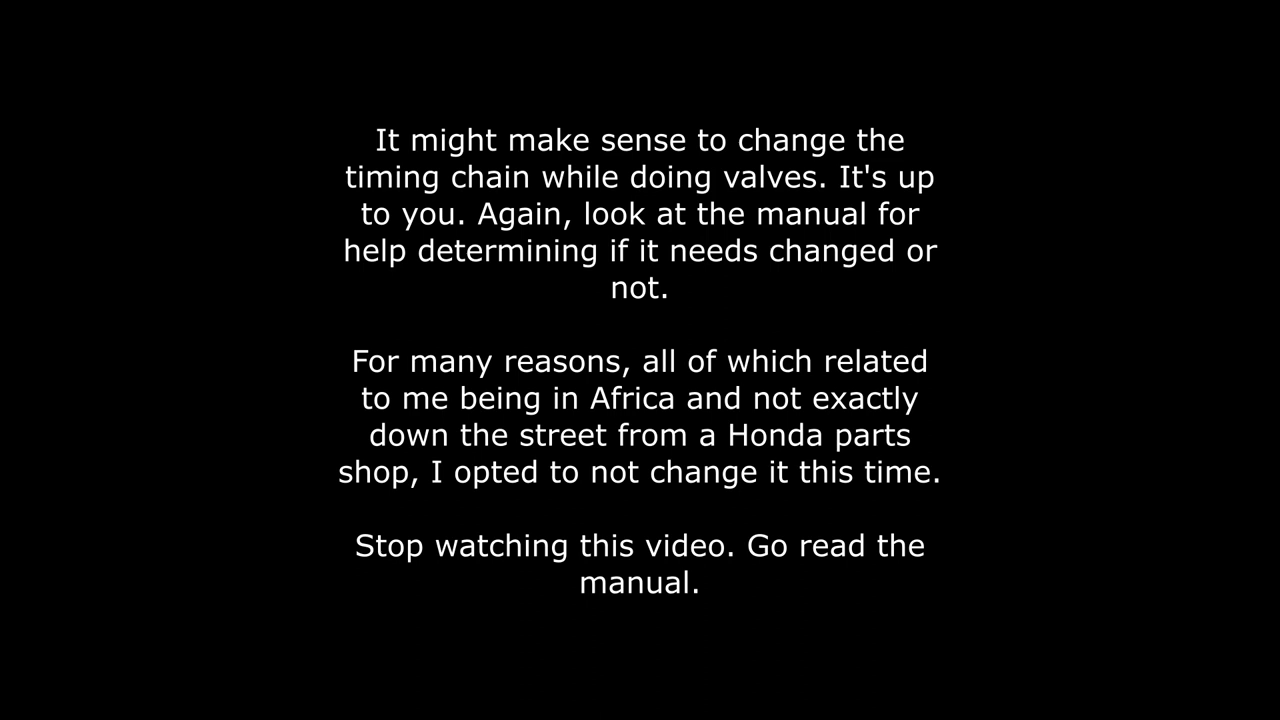 It might make sense to change the
timing chain while doing valves. It's up
to you. Again, look at the manual for
help determining if it needs changed or
not.
For many reasons, all of which related
to me being in Africa and not exactly
down the street from a Honda parts
shop, I opted to not change it this time.
Stop watching this video. Go read the
manual.